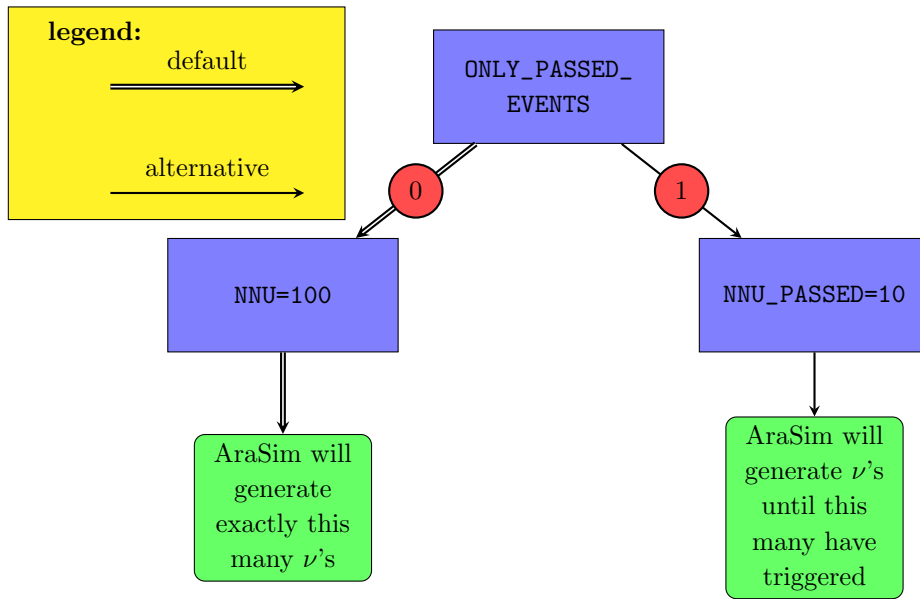 legend:
default
alternative
ONLY_PASSED_
EVENTS
0
1
NNU=100
NNU_PASSED=10
AraSim will
generate
exactly this
many ν's
AraSim will
generate ν's
until this
many have
triggered